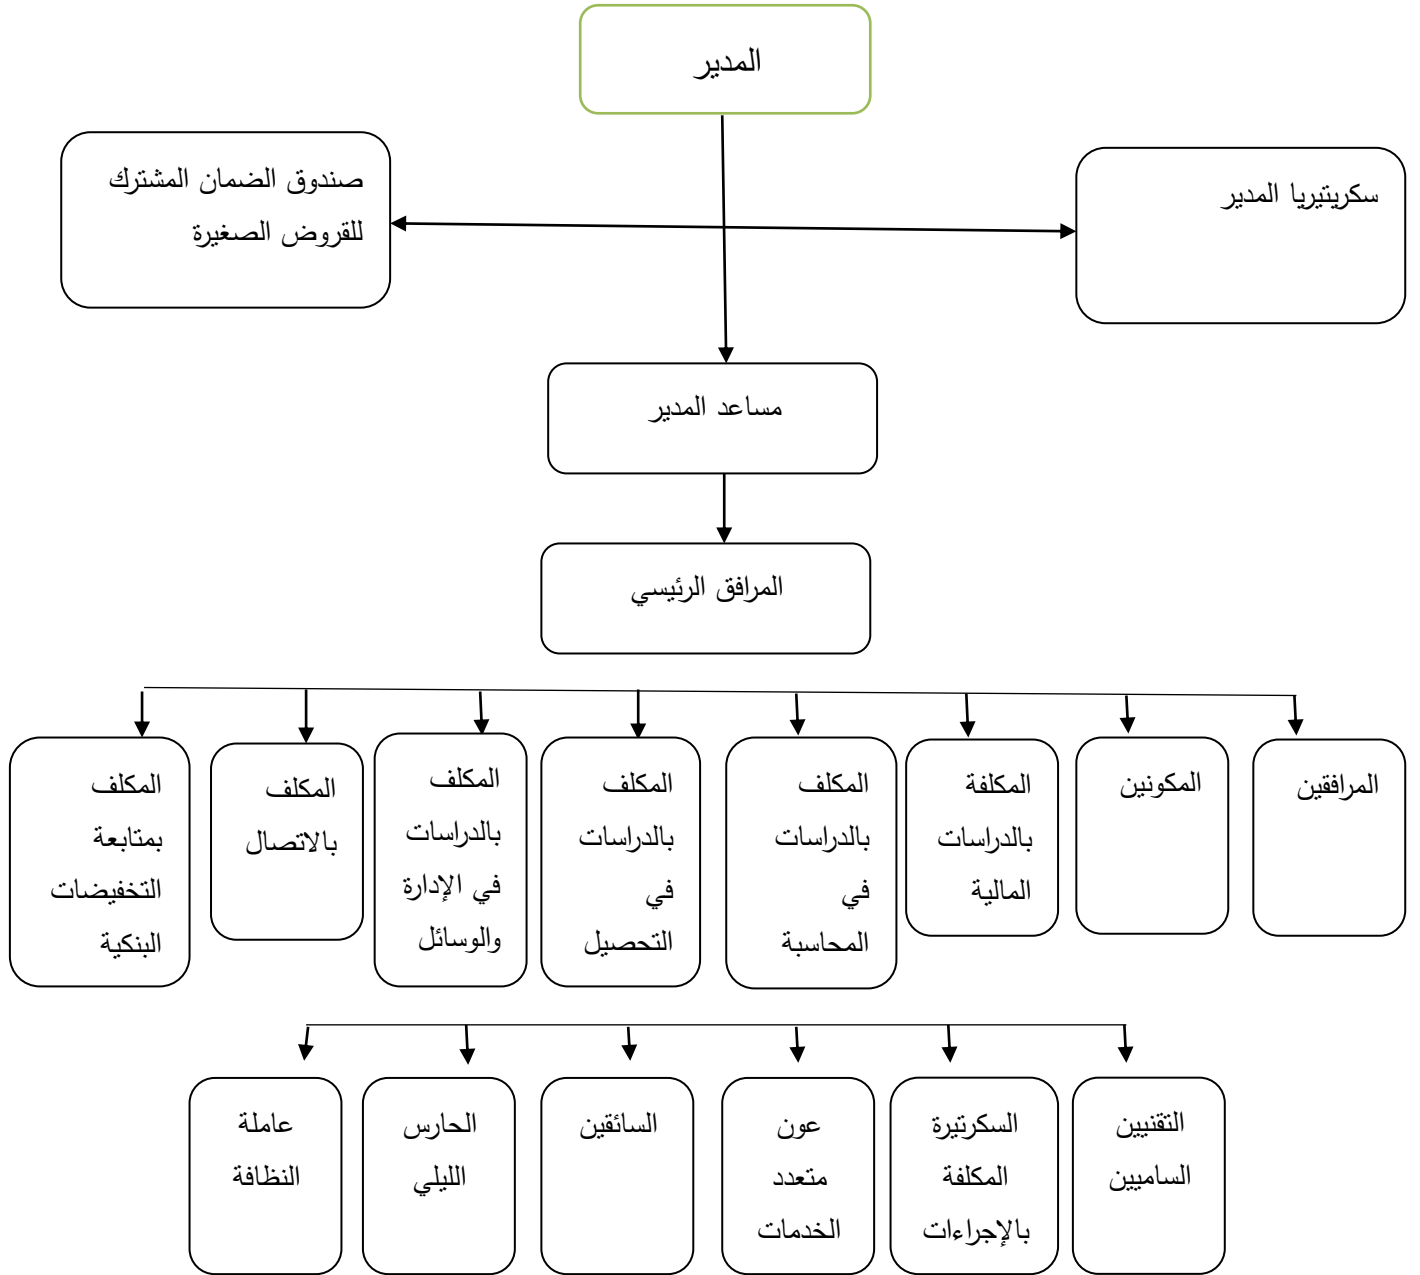 المدير
سكريتيريا المدير
صندوق الضمان المشترك
للقروض الصغيرة
مساعد المدير
المرافق الرئيسي
المرافقين
المكونين
المكلفة
بالدراسات
المالية
المكلف
بالدراسات
في
المحاسبة
المكلف
بالدراسات
في
التحصيل
المكلف
بالدراسات
في الإدارة
والوسائل
المكلف
بالاتصال
المكلف
بمتابعة
التخفيضات
البنكية
التقنيين
الساميين
السكرتيرة
المكلفة
بالإجراءات
عون
متعدد
الخدمات
السائقين
الحارس
الليلي
عاملة
النظافة